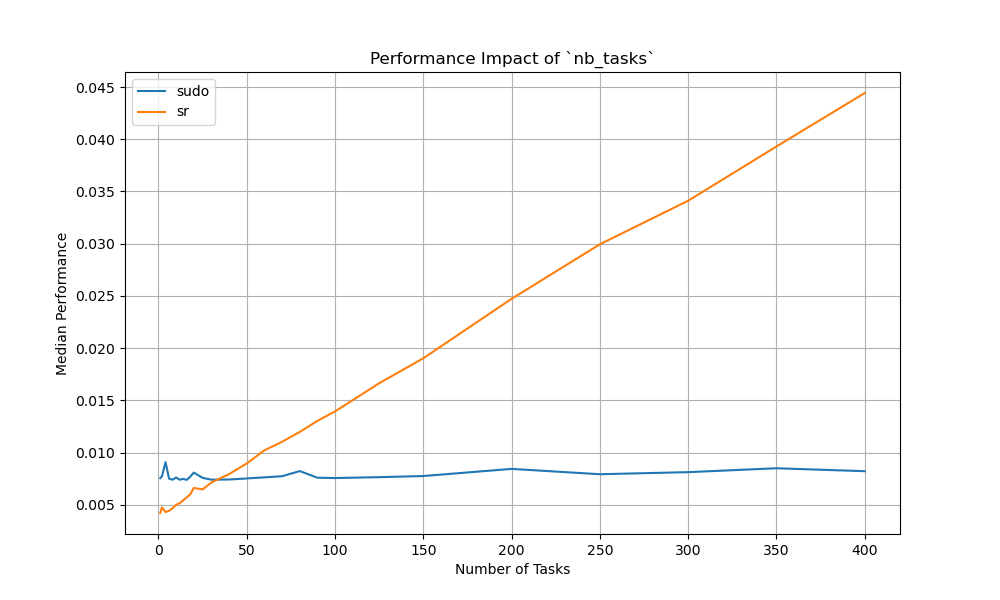 Performance Impact of `nb_tasks`
sudo
sr
Median Performance
0.045
0.040
0.035
0.030
0.025
0.020
0.015
0.010
0.005
0 50 100 150 200 250 300 350 400
Number of Tasks